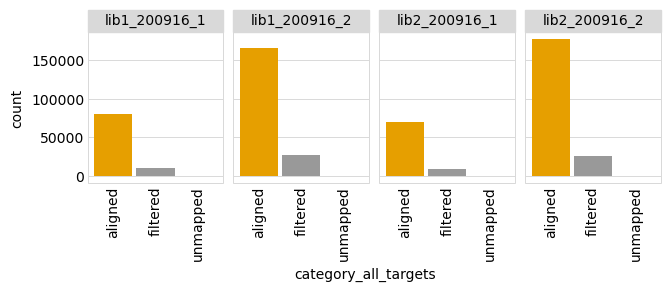 lib1_200916_1 lib1_200916_2 lib2_200916_1 lib2_200916_2
count
150000
100000
50000
0
aligned filtered unmapped aligned filtered unmapped aligned filtered unmapped aligned filtered unmapped
category_all_targets